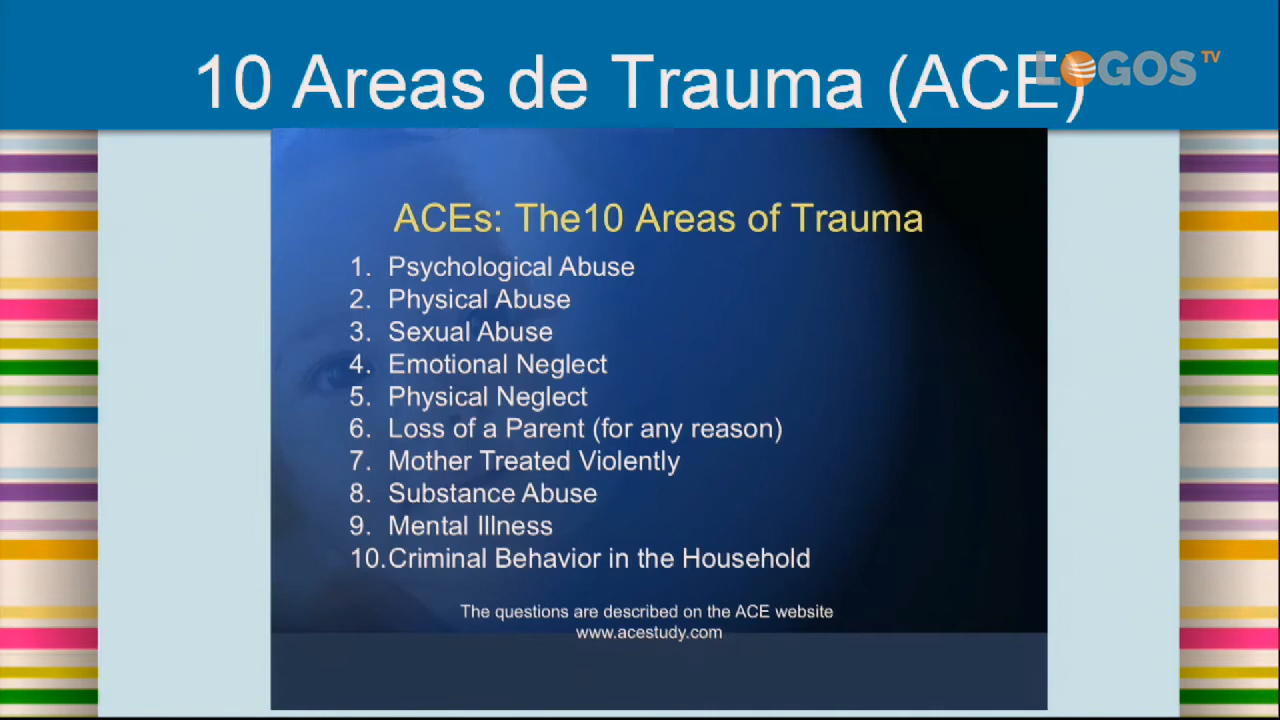 10 Areas de Trauma (ACE)
LOGOS TV
ACEs: The10 Areas of Trauma
1. Psychological Abuse
2. Physical Abuse
3. Sexual Abuse
4. Emotional Neglect
5. Physical Neglect
6. Loss of a Parent (for any reason)
7. Mother Treated Violently
8. Substance Abuse
9. Mental Illness
10.Criminal Behavior in the Household
The questions are described on the ACE website
www.acestudy.com